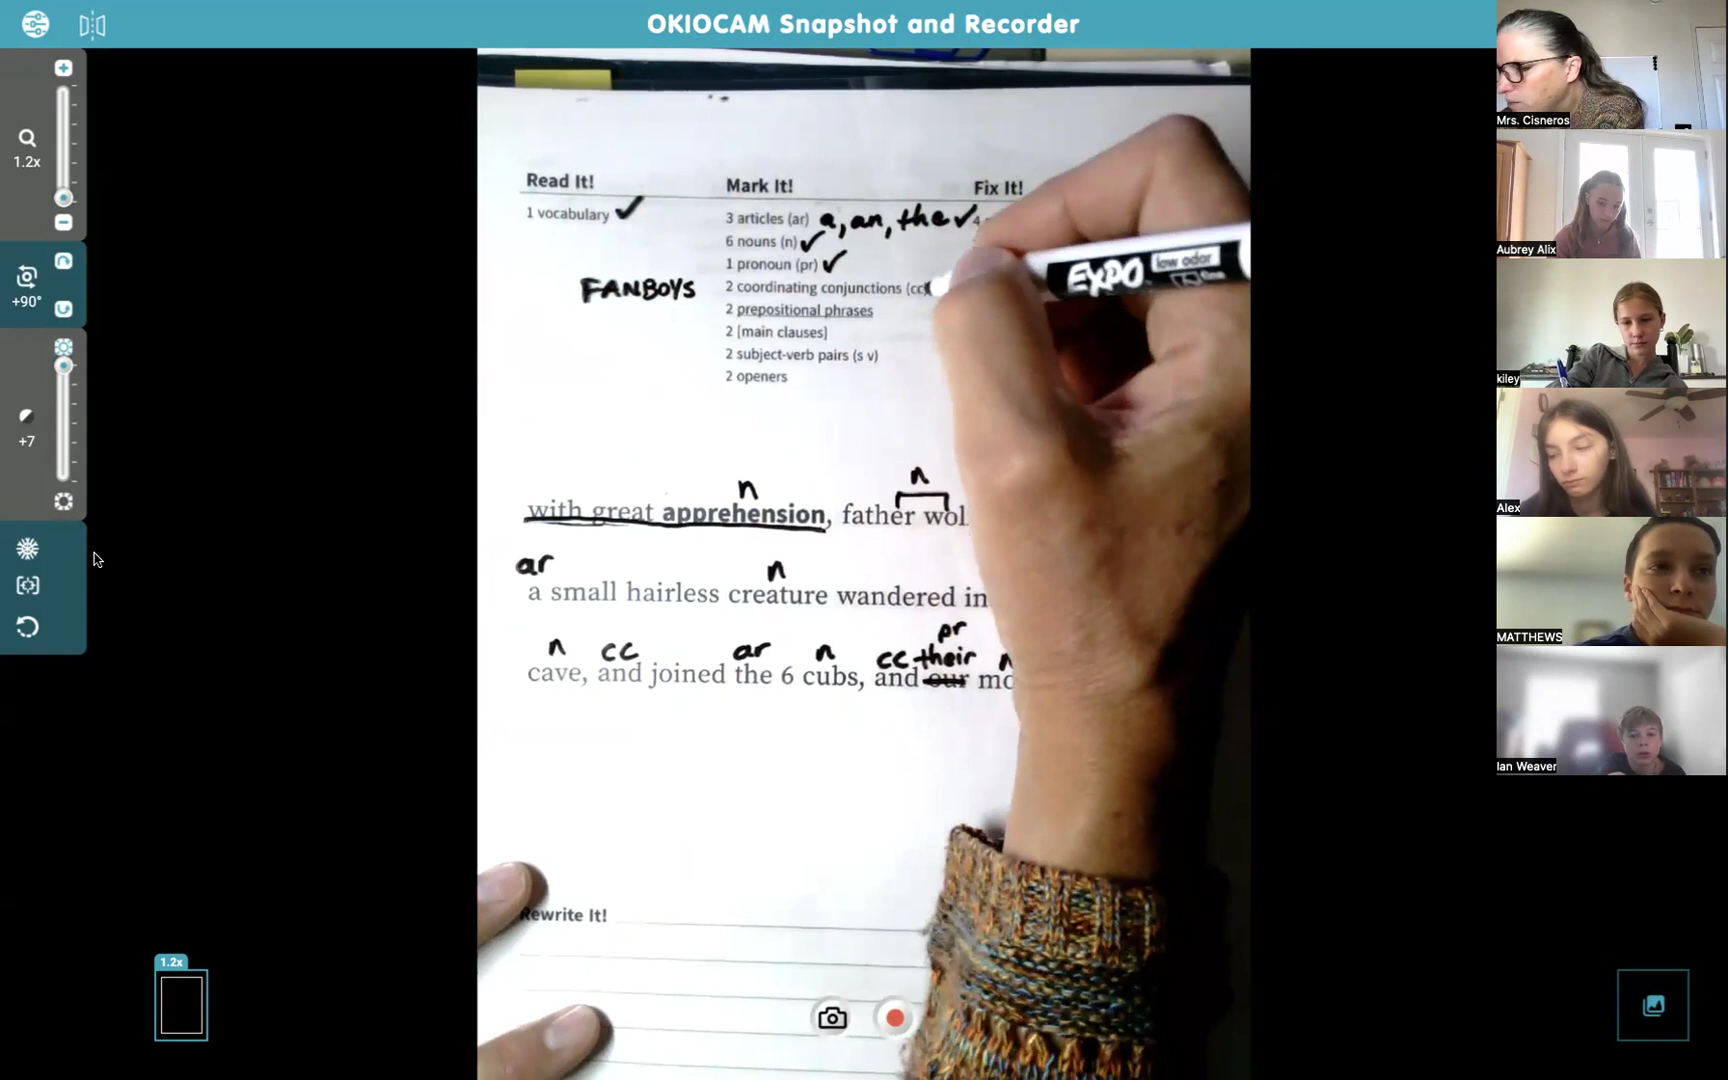 OKIOCAM Snapshot and Recorder
1.2x
+90°
+7
1.2x
Read It!
Mark It!
Fix It!
1 vocabulary ✓
3 articles (ar) a, an, the ✓ 4
6 nouns (n) ✓
1 pronoun (pr) ✓
FANBOYS
2 coordinating conjunctions (cc)
2 prepositional phrases
2 [main clauses]
2 subject-verb pairs (s v)
2 openers
n n
with great apprehension, father
ar n
a small hairless creature wandered
pr
n cc ar n cc their
cave, and joined the 6 cubs, and our
Rewrite It!
EXPO
low odor
Mrs. Cisneros
Aubrey Alix
kiley
Alex
MATTHEWS
Ian Weaver